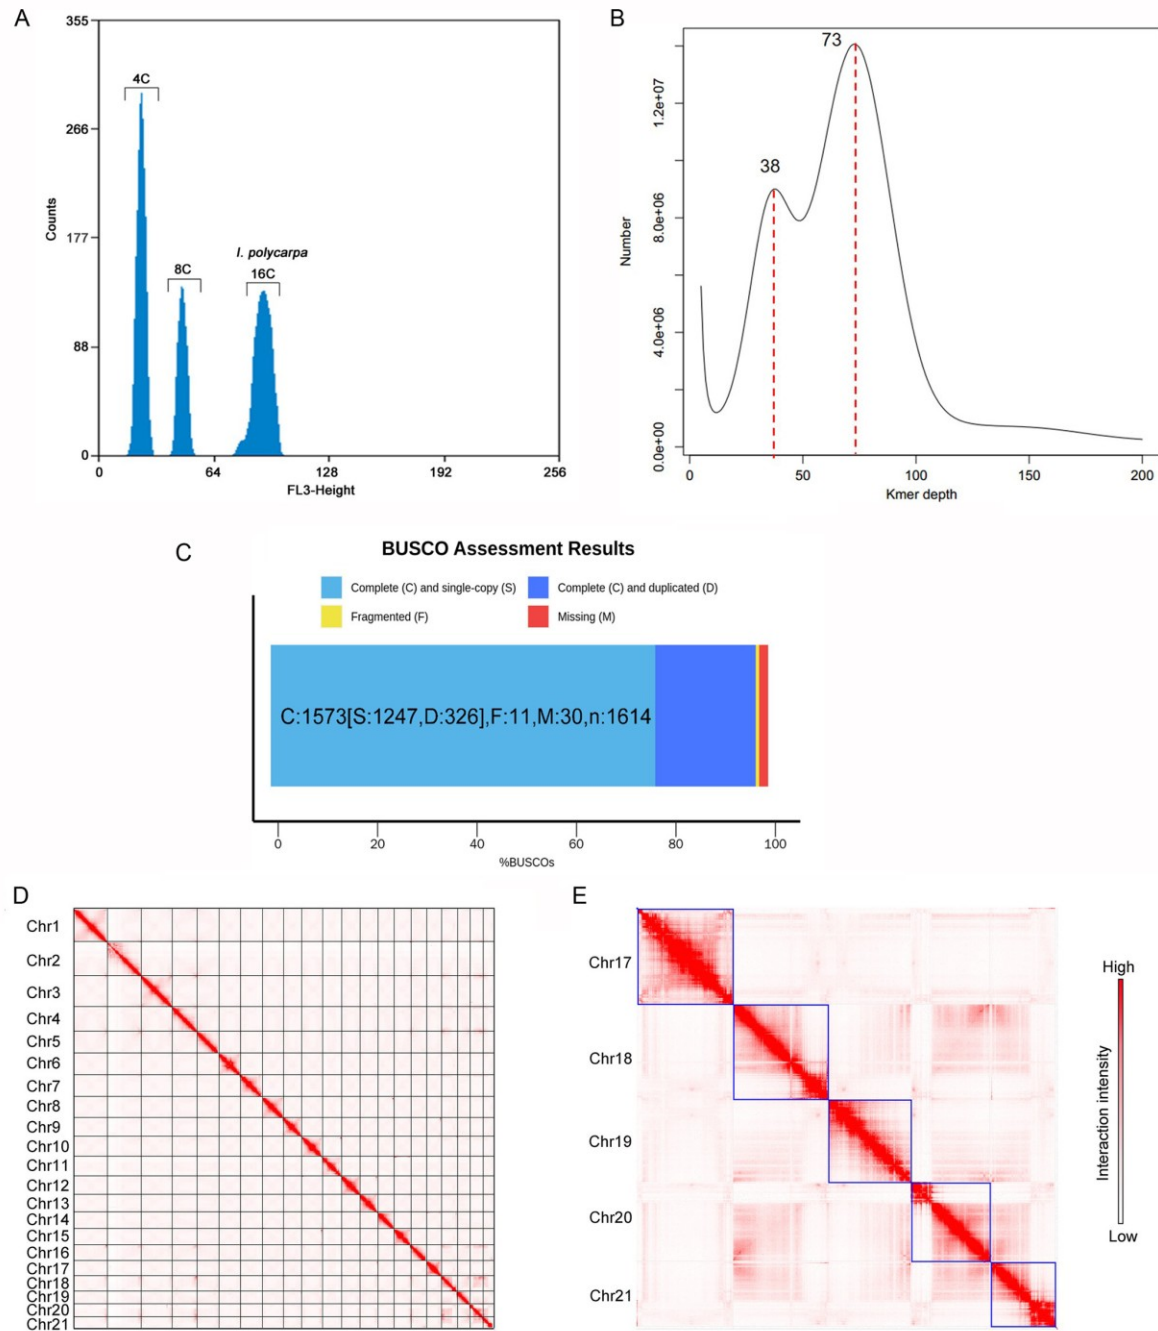 A
355
266
177
88
0
Counts
4C
8C
I. polycarpa
16C
0
64
128
192
256
FL3-Height
B
73
38
1.2e+07
8.0e+06
4.0e+06
0.0e+00
Number
0
50
100
150
200
Kmer depth
C
BUSCO Assessment Results
Complete (C) and single-copy (S)
Complete (C) and duplicated (D)
Fragmented (F)
Missing (M)
C:1573[S:1247,D:326],F:11,M:30,n:1614
0
20
40
60
80
100
%BUSCOs
D
Chr1
Chr2
Chr3
Chr4
Chr5
Chr6
Chr7
Chr8
Chr9
Chr10
Chr11
Chr12
Chr13
Chr14
Chr15
Chr16
Chr17
Chr18
Chr19
Chr20
Chr21
E
Chr17
Chr18
Chr19
Chr20
Chr21
High
Interaction intensity
Low